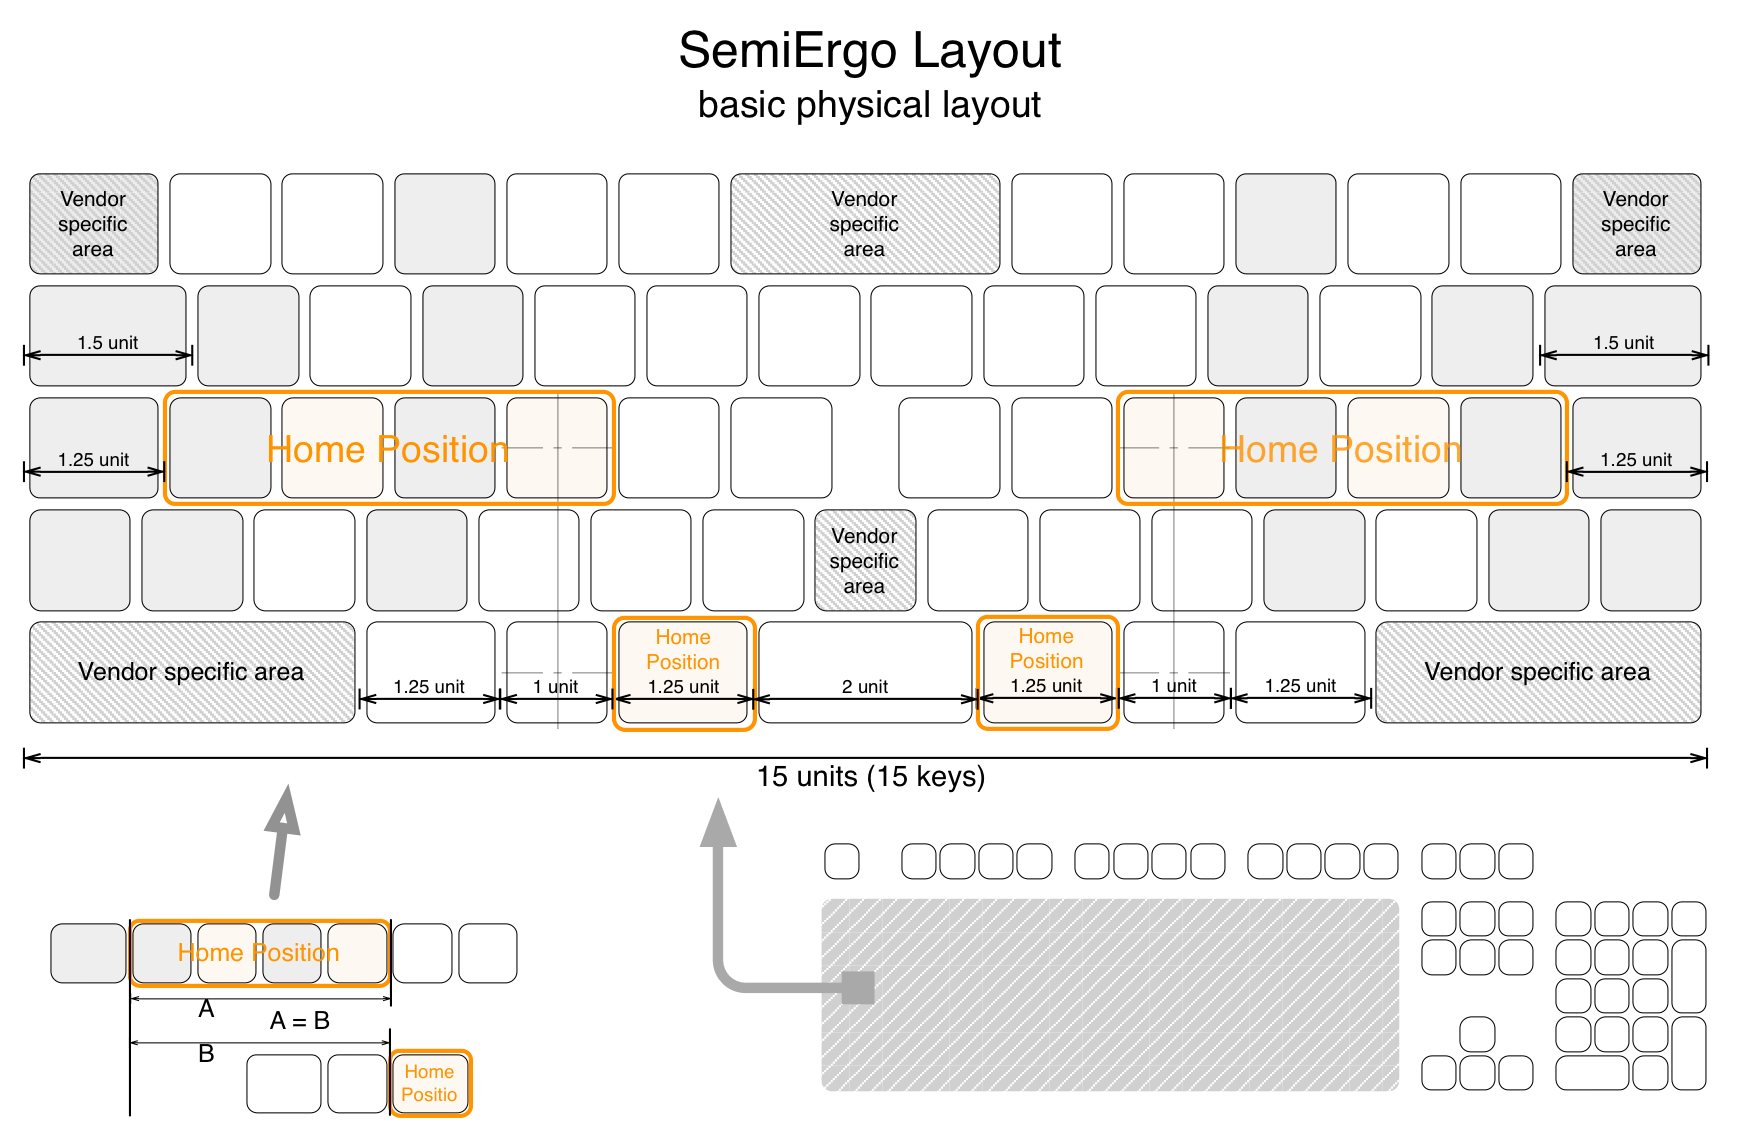 SemiErgo Layout
basic physical layout
Vendor
specific
area
Vendor
specific
area
Vendor
specific
area
1.5 unit
1.5 unit
1.25 unit
Home Position
Home Position
1.25 unit
Vendor
specific
area
Vendor specific area
1.25 unit
1 unit
Home
Position
1.25 unit
2 unit
Home
Position
1.25 unit
1 unit
1.25 unit
Vendor specific area
15 units (15 keys)
Home Position
A
A = B
B
Home
Positio